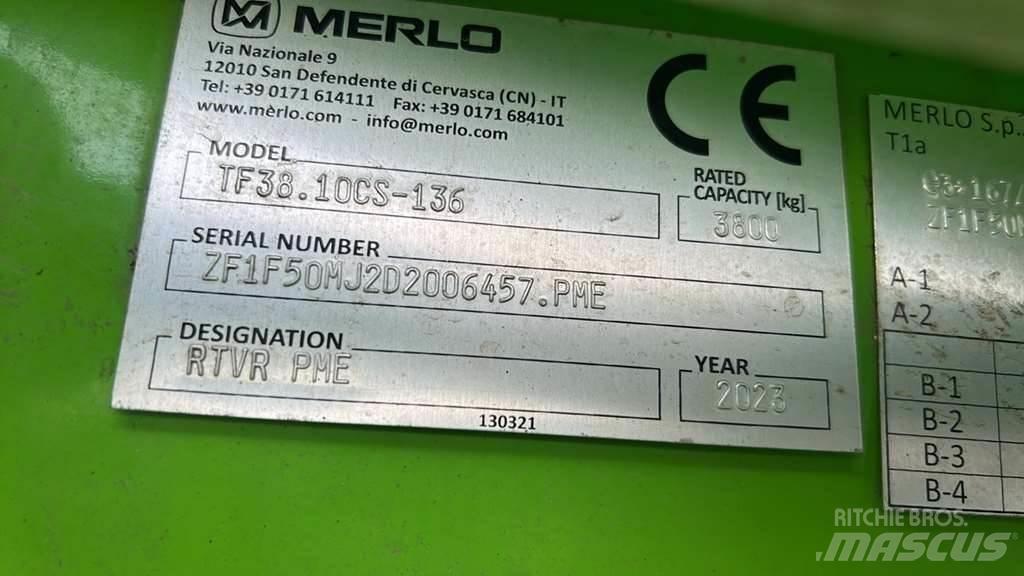 MERLO
Via Nazionale 9
12010 San Defendente di Cervasca (CN) - IT
Tel: +39 0171 614111 Fax: +39 0171 684101
www.merlo.com - info@merlo.com
CE
MODEL
TF38.10CS-136
RATED
CAPACITY [kg]
3800
SERIAL NUMBER
ZF1F50MJ2D2006457.PME
DESIGNATION
RTVR PME
YEAR
2023
130321
MERLO S.p.
T1a
A-1
A-2
B-1
B-2
B-3
B-4
RITCHIE BROS.
MASCUS